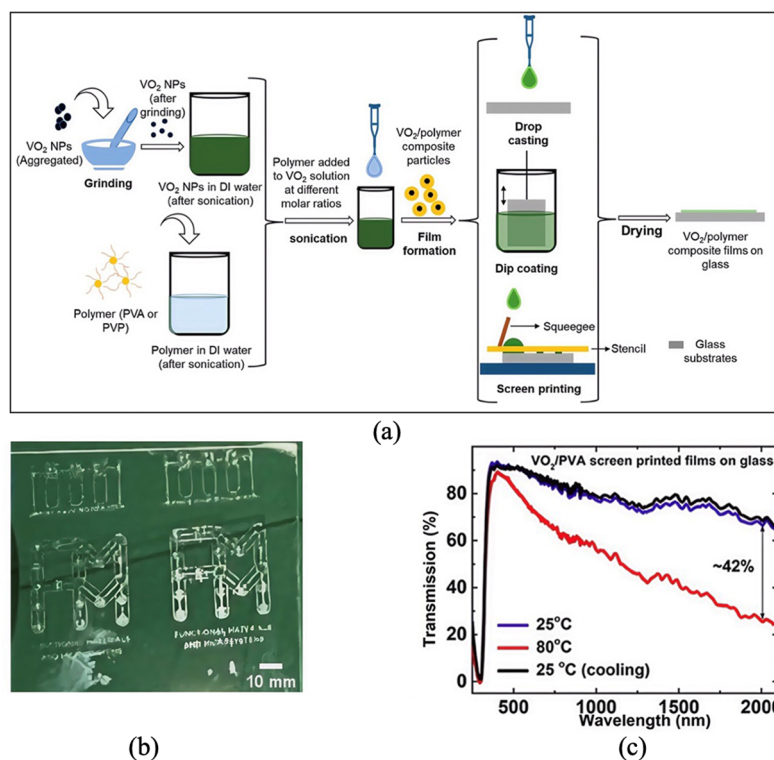 VO2 NPs
(Aggregated)
Grinding
VO2 NPs
(after
grinding)
VO2 NPs in DI water
(after sonication)
Polymer (PVA or
PVP)
Polymer in DI water
(after sonication)
Polymer added
to VO2 solution
at different
molar ratios
sonication
VO2/polymer
composite
particles
Film
formation
Drop
casting
Dip coating
Squeegee
Stencil
Glass
substrates
Screen printing
Drying
VO2/polymer
composite films on
glass
(a)
FM
FM
10 mm
(b)
VO2/PVA screen printed films on glass
Transmission (%)
80
60
40
20
0
~42%
25°C
80°C
25 °C (cooling)
500
1000
1500
2000
Wavelength (nm)
(c)